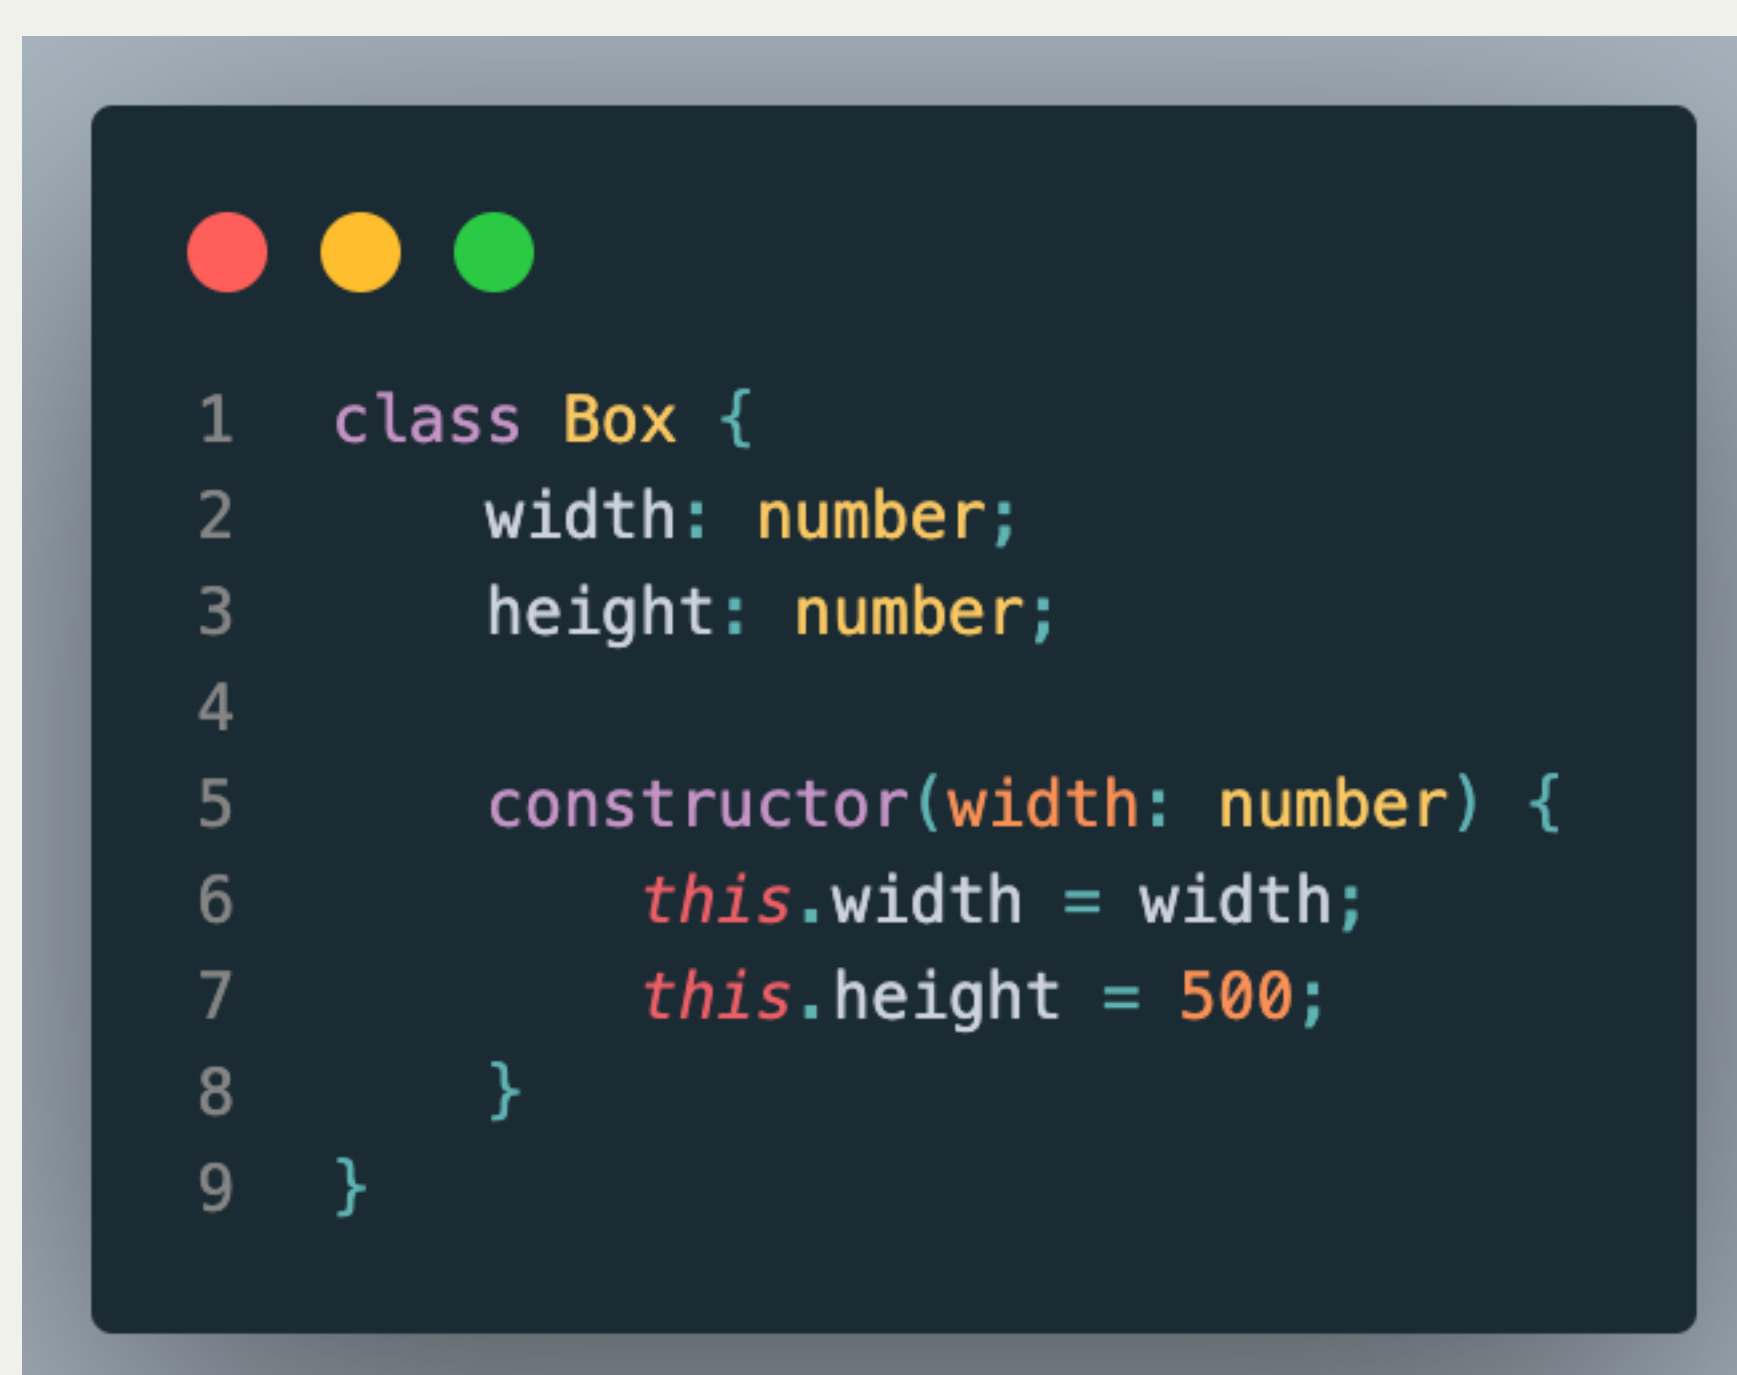 1 class Box {
2     width: number;
3     height: number;
4
5     constructor(width: number) {
6         this.width = width;
7         this.height = 500;
8     }
9 }